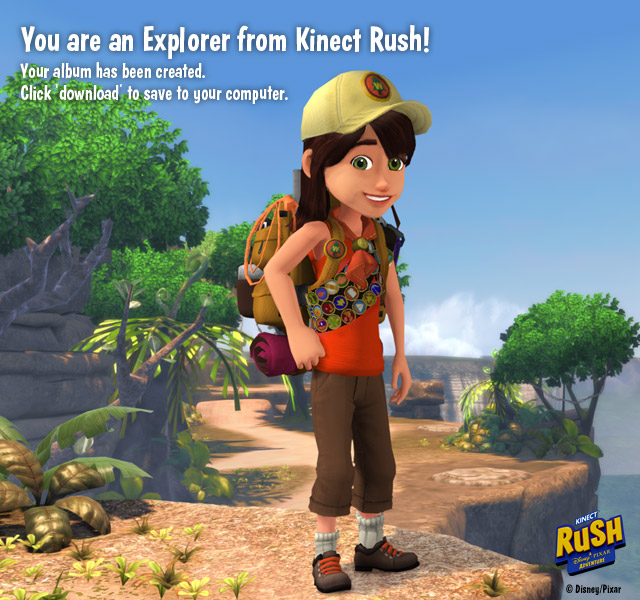 You are an Explorer from Kinect Rush!
Your album has been created.
Click 'download' to save to your computer.
KINECT
RUSH
Disney•PIXAR
ADVENTURE
© Disney/Pixar